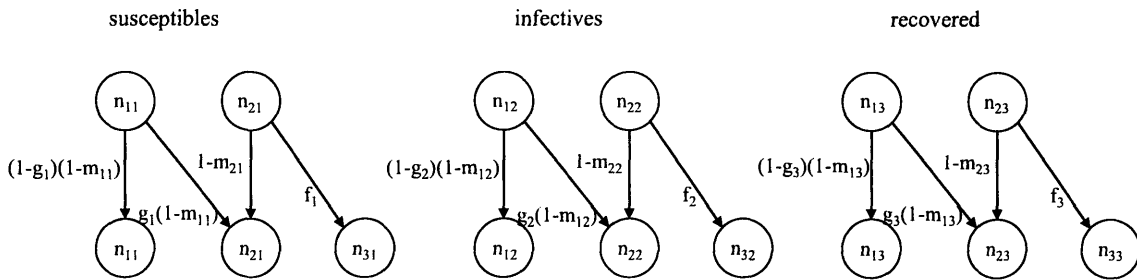 susceptibles infectives recovered
n₁₁ n₂₁ n₁₂ n₂₂ n₁₃ n₂₃
(1-g₁)(1-m₁₁) 1-m₂₁ (1-g₂)(1-m₁₂) 1-m₂₂ (1-g₃)(1-m₁₃) 1-m₂₃
g₁(1-m₁₁) f₁ g₂(1-m₁₂) f₂ g₃(1-m₁₃) f₃
n₁₁ n₂₁ n₃₁ n₁₂ n₂₂ n₃₂ n₁₃ n₂₃ n₃₃